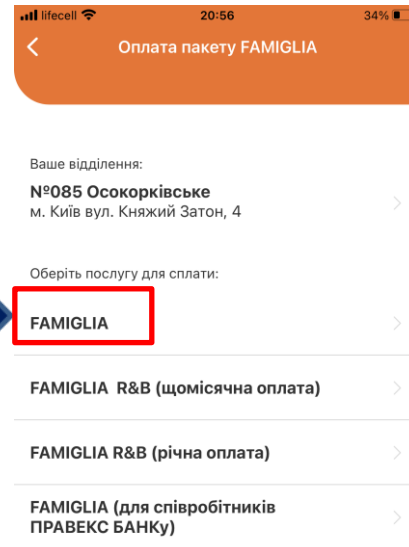 lifecell 20:56 34%
Оплата пакету FAMIGLIA
Ваше відділення:
№085 Осокорківське
м. Київ вул. Княжий Затон, 4
Оберіть послугу для сплати:
FAMIGLIA
FAMIGLIA R&B (щомісячна оплата)
FAMIGLIA R&B (річна оплата)
FAMIGLIA (для співробітників
ПРАВЕКС БАНКу)